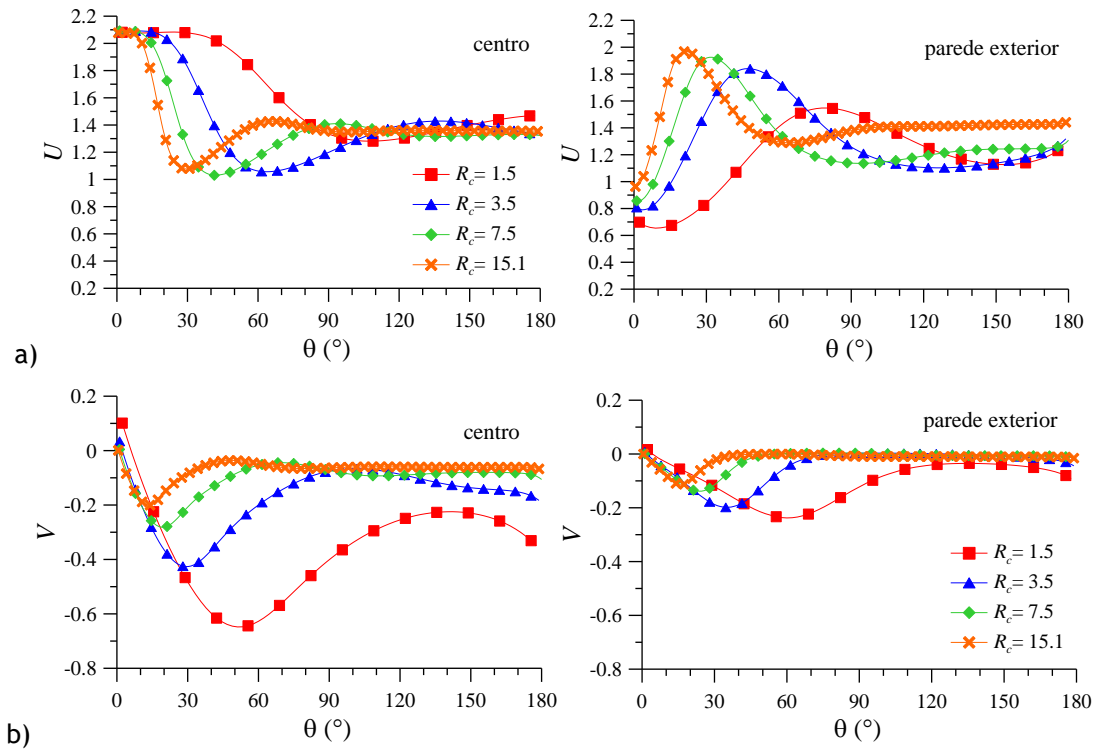 2.2
2
1.8
1.6
1.4
1.2
1
0.8
0.6
0.4
0.2
U
centro
R_c= 1.5
R_c= 3.5
R_c= 7.5
R_c= 15.1
0 30 60 90 120 150 180
θ (°)
2.2
2
1.8
1.6
1.4
1.2
1
0.8
0.6
0.4
0.2
U
parede exterior
0 30 60 90 120 150 180
θ (°)
a)
0.2
0
-0.2
-0.4
-0.6
-0.8
V
centro
0 30 60 90 120 150 180
θ (°)
0.2
0
-0.2
-0.4
-0.6
-0.8
V
parede exterior
R_c= 1.5
R_c= 3.5
R_c= 7.5
R_c= 15.1
0 30 60 90 120 150 180
θ (°)
b)